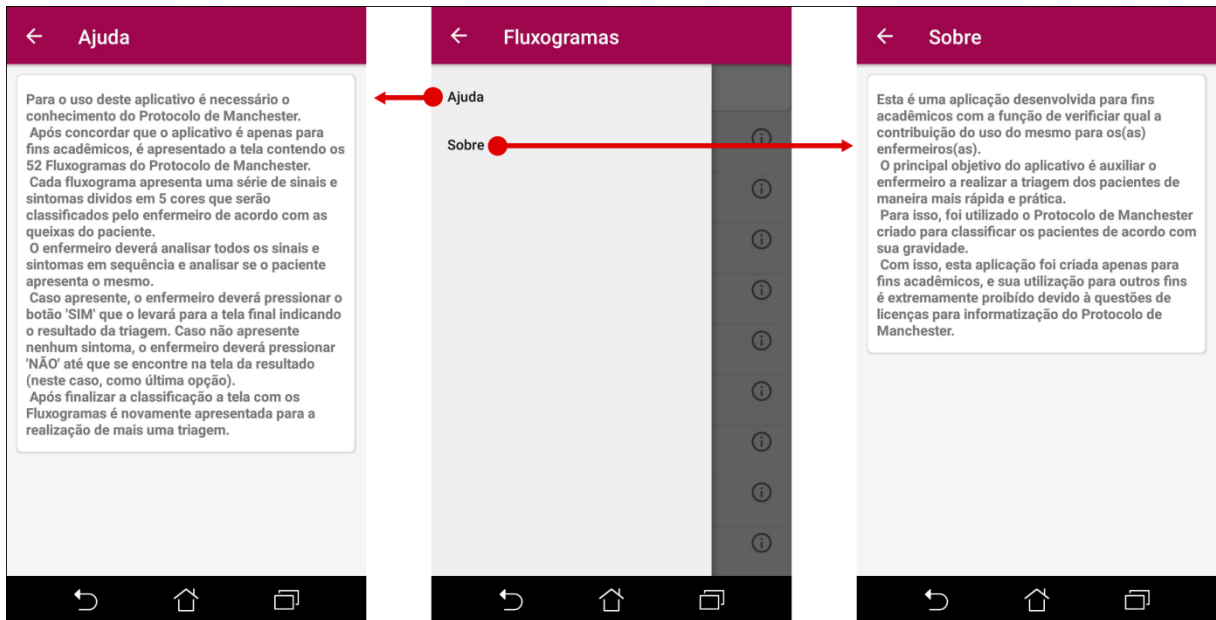 Ajuda
Para o uso deste aplicativo é necessário o
conhecimento do Protocolo de Manchester.
Após concordar que o aplicativo é apenas para
fins acadêmicos, é apresentado a tela contendo os
52 Fluxogramas do Protocolo de Manchester.
Cada fluxograma apresenta uma série de sinais e
sintomas dividos em 5 cores que serão
classificados pelo enfermeiro de acordo com as
queixas do paciente.
O enfermeiro deverá analisar todos os sinais e
sintomas em sequência e analisar se o paciente
apresenta o mesmo.
Caso apresente, o enfermeiro deverá pressionar o
botão 'SIM' que o levará para a tela final indicando
o resultado da triagem. Caso não apresente
nenhum sintoma, o enfermeiro deverá pressionar
'NÃO' até que se encontre na tela da resultado
(neste caso, como última opção).
Após finalizar a classificação a tela com os
Fluxogramas é novamente apresentada para a
realização de mais uma triagem.
Fluxogramas
Ajuda
Sobre
Sobre
Esta é uma aplicação desenvolvida para fins
acadêmicos com a função de verificiar qual a
contribuição do uso do mesmo para os(as)
enfermeiros(as).
O principal objetivo do aplicativo é auxiliar o
enfermeiro a realizar a triagem dos pacientes de
maneira mais rápida e prática.
Para isso, foi utilizado o Protocolo de Manchester
criado para classificar os pacientes de acordo com
sua gravidade.
Com isso, esta aplicação foi criada apenas para
fins acadêmicos, e sua utilização para outros fins
é extremamente proibído devido à questões de
licenças para informatização do Protocolo de
Manchester.